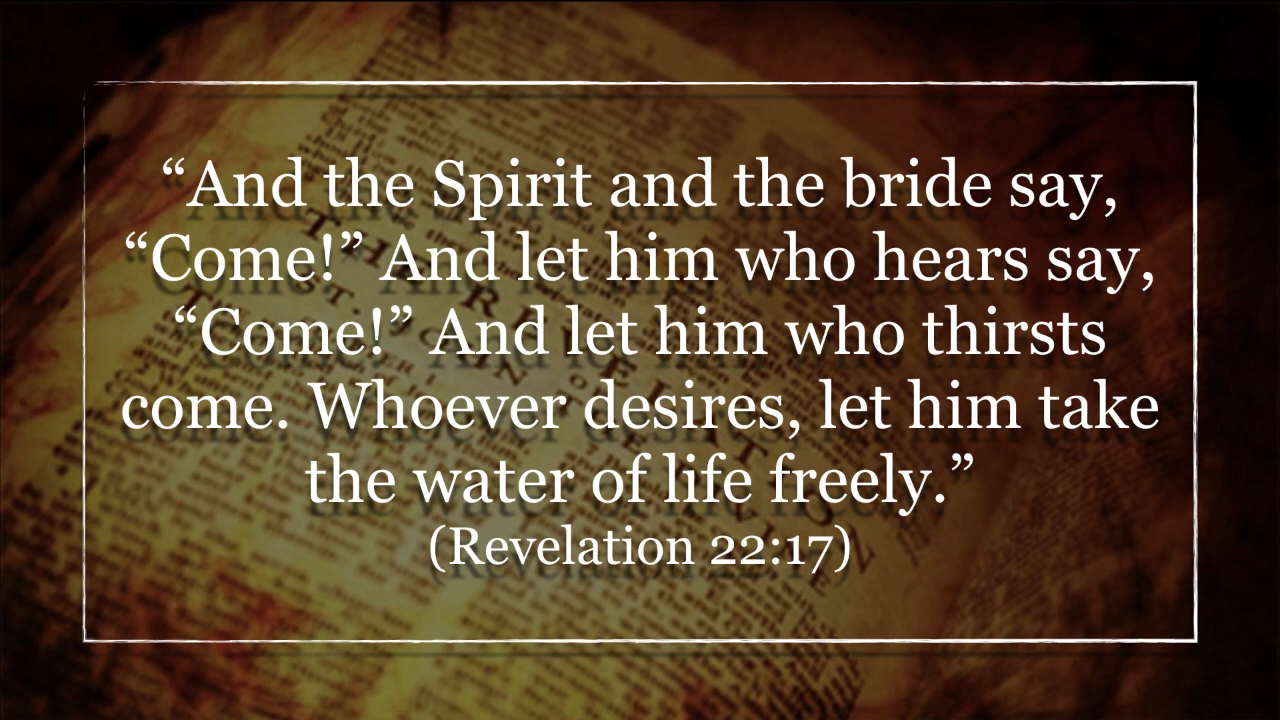 “And the Spirit and the bride say,
“Come!” And let him who hears say,
“Come!” And let him who thirsts
come. Whoever desires, let him take
the water of life freely.”
(Revelation 22:17)